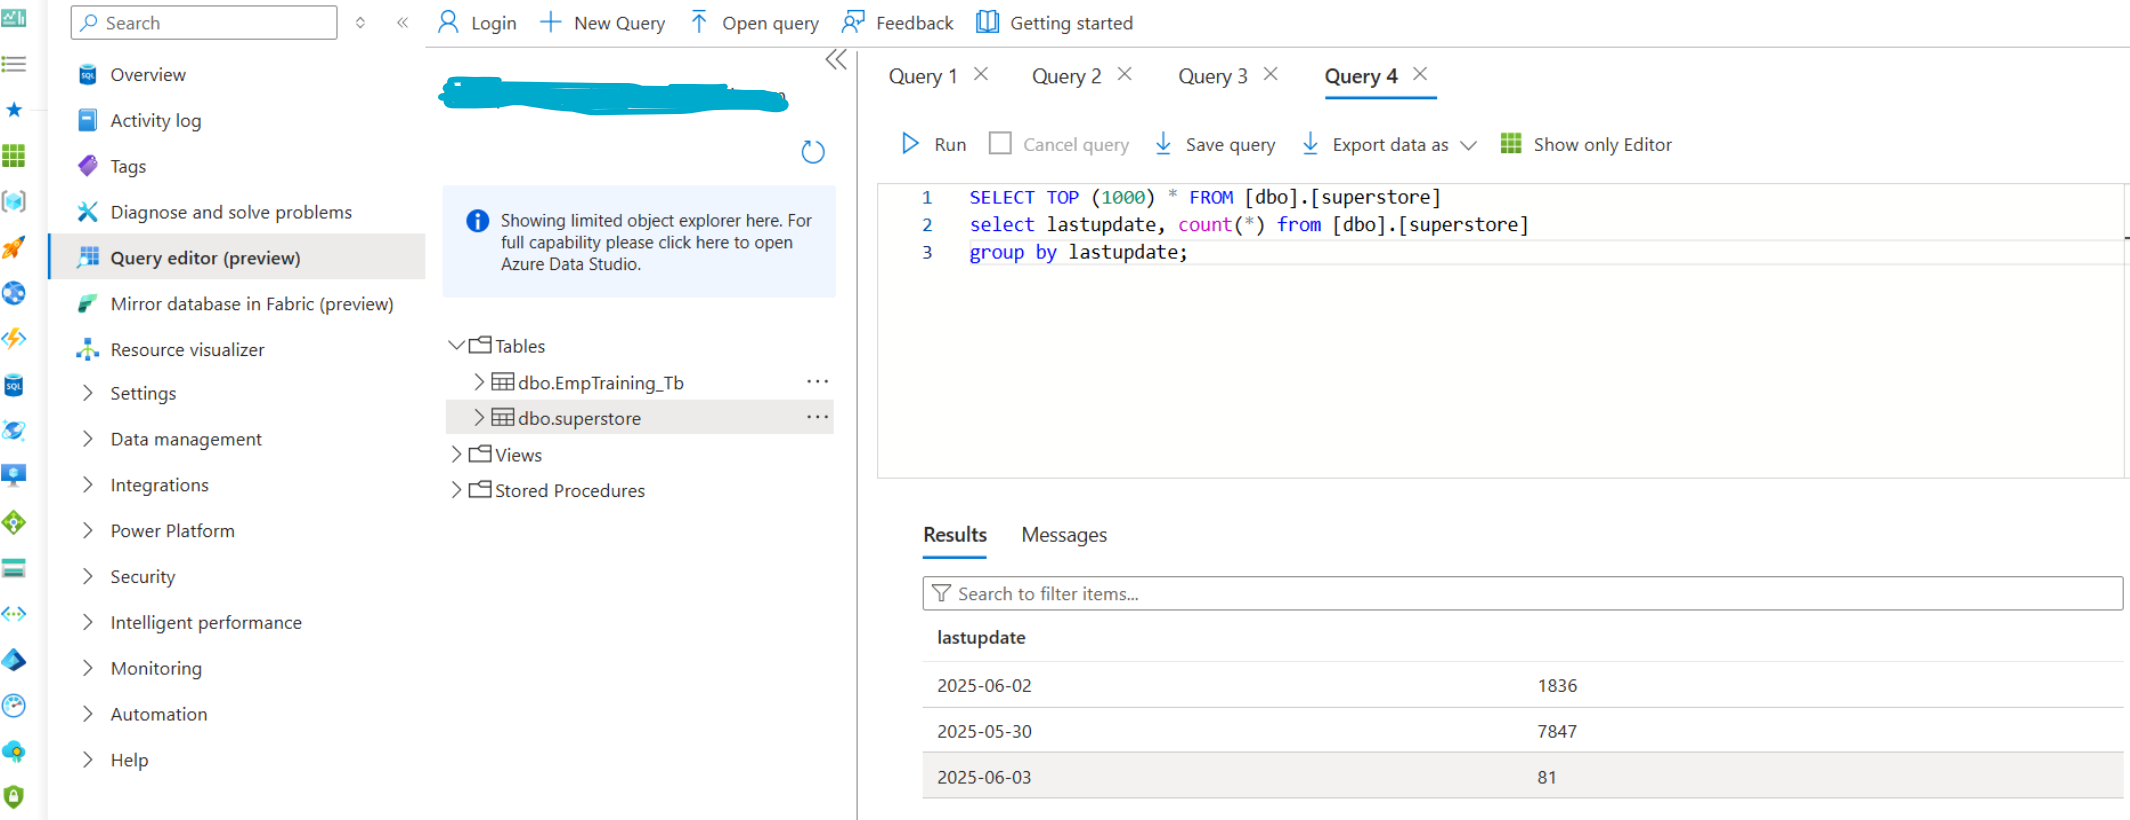 Search
Login
New Query
Open query
Feedback
Getting started
Overview
Activity log
Tags
Diagnose and solve problems
Query editor (preview)
Mirror database in Fabric (preview)
Resource visualizer
Settings
Data management
Integrations
Power Platform
Security
Intelligent performance
Monitoring
Automation
Help
Showing limited object explorer here. For
full capability please click here to open
Azure Data Studio.
Tables
dbo.EmpTraining_Tb
dbo.superstore
Views
Stored Procedures
Query 1
Query 2
Query 3
Query 4
Run
Cancel query
Save query
Export data as
Show only Editor
1 SELECT TOP (1000) * FROM [dbo].[superstore]
2 select lastupdate, count(*) from [dbo].[superstore]
3 group by lastupdate;
Results
Messages
Search to filter items...
lastupdate
2025-06-02 1836
2025-05-30 7847
2025-06-03 81